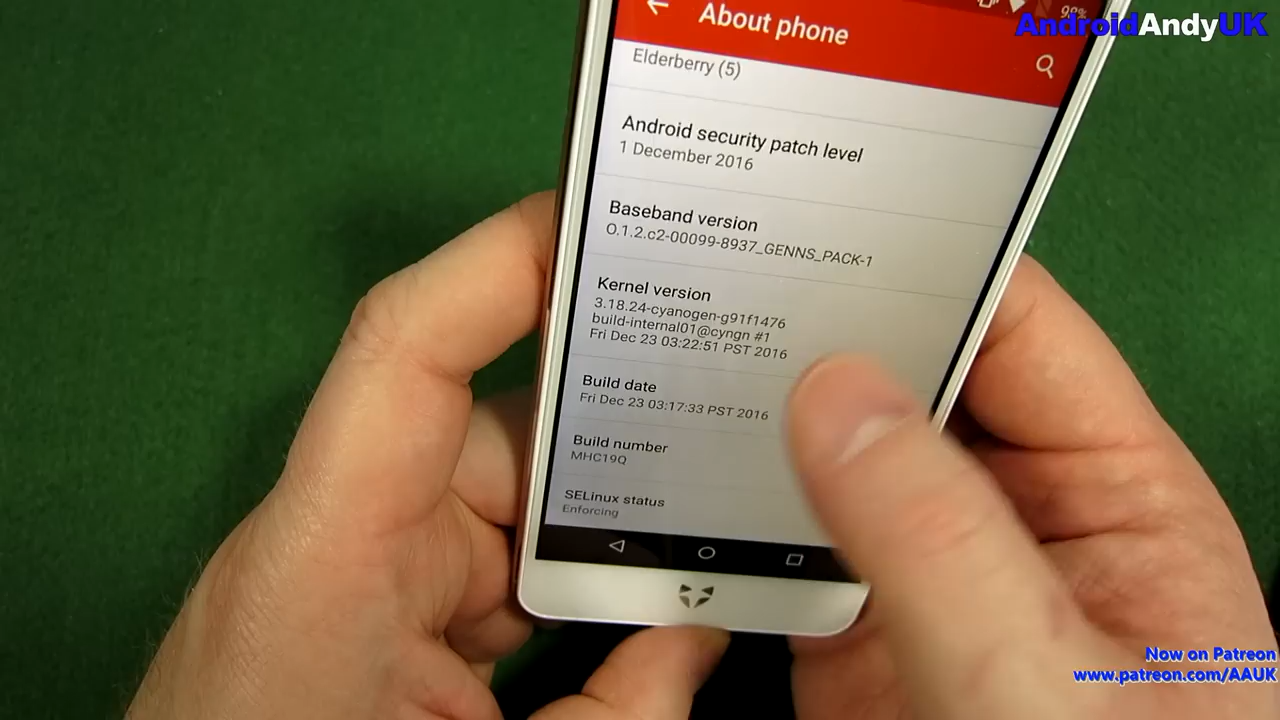 98%
AndroidAndyUK
About phone
Elderberry (5)
Android security patch level
1 December 2016
Baseband version
O.1.2.c2-00099-8937_GENNS_PACK-1
Kernel version
3.18.24-cyanogen-g91f1476
build-internal01@cyngn #1
Fri Dec 23 03:22:51 PST 2016
Build date
Fri Dec 23 03:17:33 PST 2016
Build number
MHC19Q
SELinux status
Enforcing
Now on Patreon
www.patreon.com/AAUK